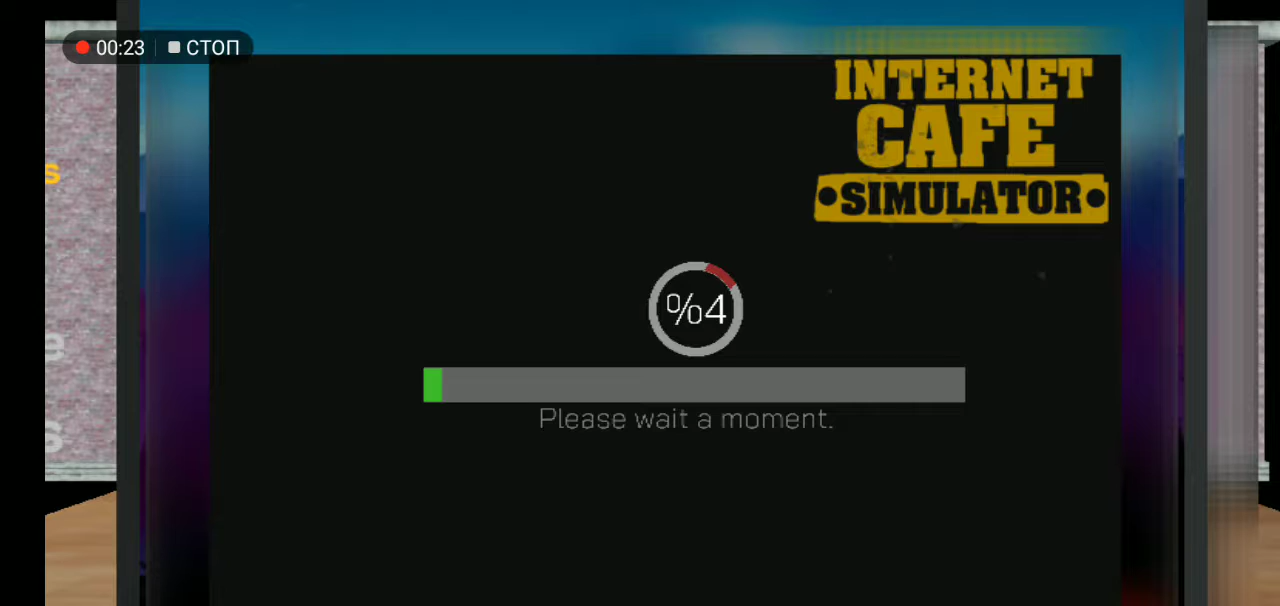 00:23 СТОП
INTERNET
CAFE
SIMULATOR
s
%4
Please wait a moment.
e
s